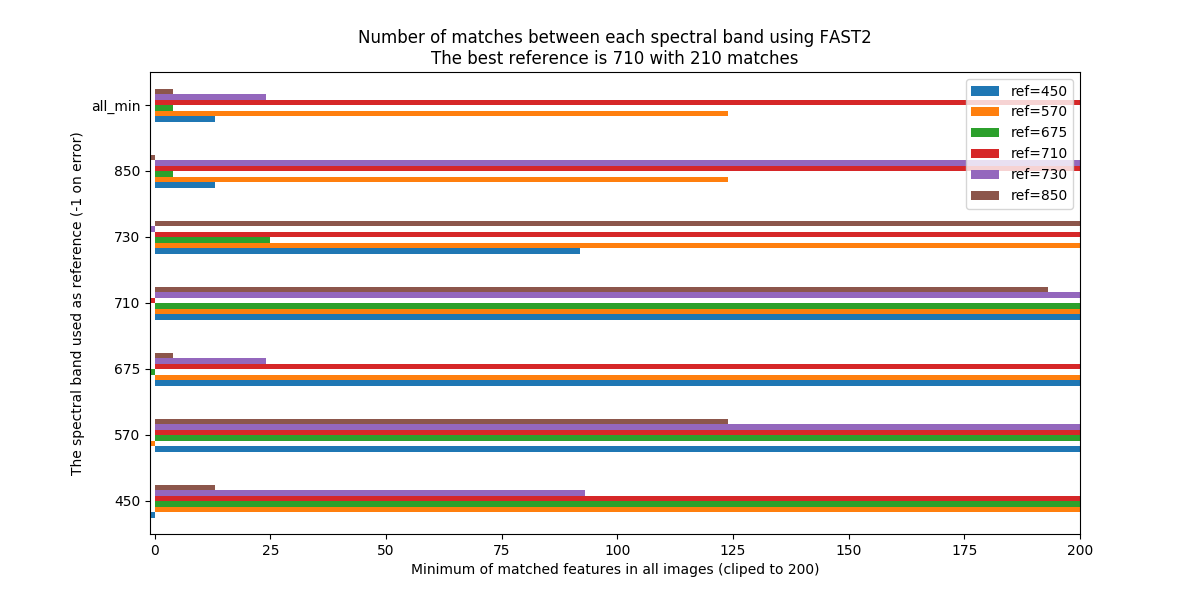 Number of matches between each spectral band using FAST2
The best reference is 710 with 210 matches
ref=450
ref=570
ref=675
ref=710
ref=730
ref=850
The spectral band used as reference (-1 on error)
all_min
850
730
710
675
570
450
0 25 50 75 100 125 150 175 200
Minimum of matched features in all images (cliped to 200)